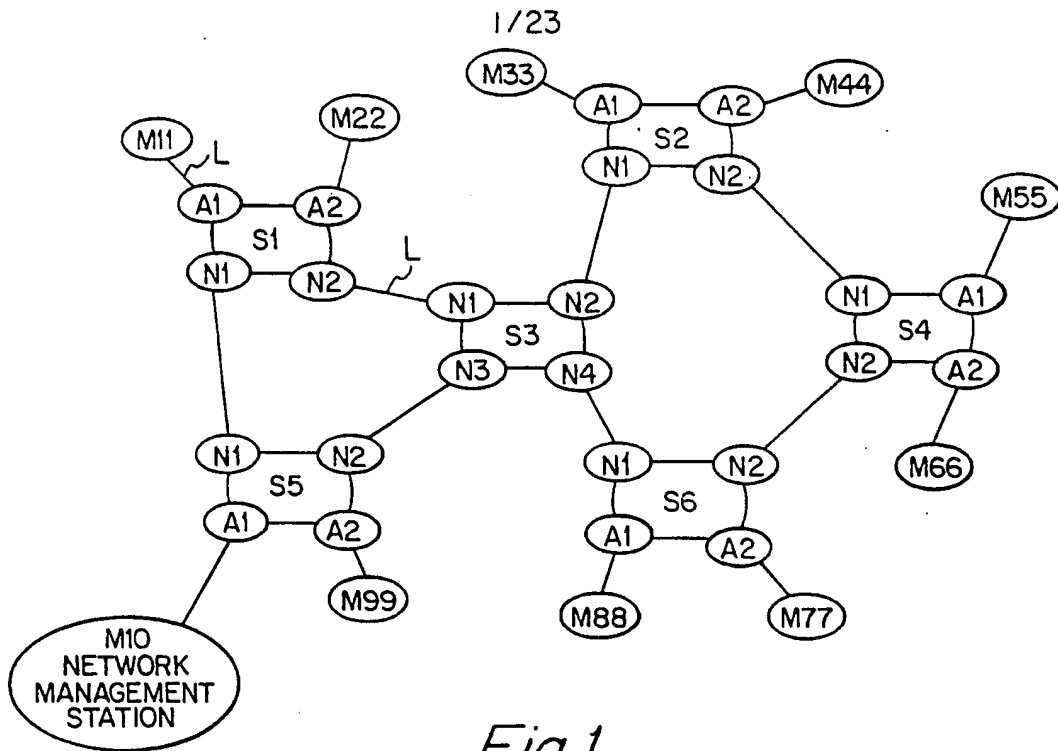 1/23
M33
M44
A1
A2
S2
N1
N2
M11
L
M22
A1
A2
S1
N1
N2
L
M55
N1
N2
S3
N3
N4
N1
A1
S4
N2
A2
M66
N1
N2
S5
A1
A2
M99
N1
N2
S6
A1
A2
M88
M77
M10
NETWORK
MANAGEMENT
STATION
Fig.1